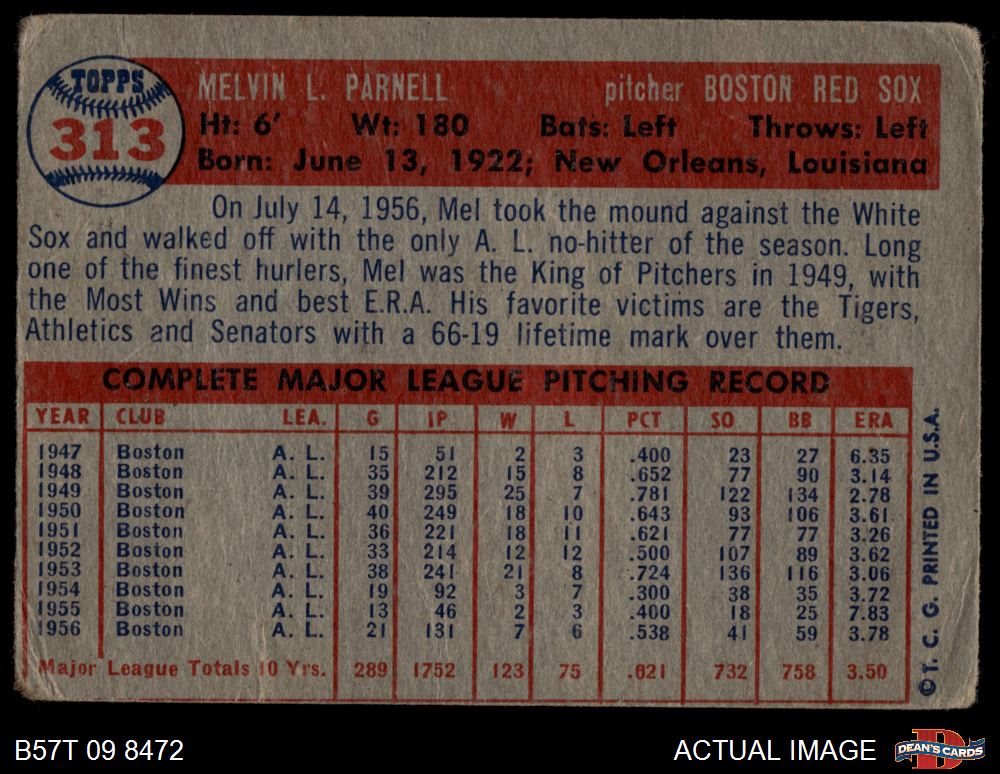 TOPPS
313
MELVIN L. PARNELL pitcher BOSTON RED SOX
Ht: 6' Wt: 180 Bats: Left Throws: Left
Born: June 13, 1922; New Orleans, Louisiana
On July 14, 1956, Mel took the mound against the White
Sox and walked off with the only A. L. no-hitter of the season. Long
one of the finest hurlers, Mel was the King of Pitchers in 1949, with
the Most Wins and best E.R.A. His favorite victims are the Tigers,
Athletics and Senators with a 66-19 lifetime mark over them.
COMPLETE MAJOR LEAGUE PITCHING RECORD
YEAR CLUB LEA. G IP W L PCT SO BB ERA
1947 Boston A. L. 15 51 2 3 .400 23 27 6.35
1948 Boston A. L. 35 212 15 8 .652 77 90 3.14
1949 Boston A. L. 39 295 25 7 .781 122 134 2.78
1950 Boston A. L. 40 249 18 10 .643 93 106 3.61
1951 Boston A. L. 36 221 18 11 .621 77 77 3.26
1952 Boston A. L. 33 214 12 12 .500 107 89 3.62
1953 Boston A. L. 38 241 21 8 .724 136 116 3.06
1954 Boston A. L. 19 92 3 7 .300 38 35 3.72
1955 Boston A. L. 13 46 2 3 .400 18 25 7.83
1956 Boston A. L. 21 131 7 6 .538 41 59 3.78
Major League Totals 10 Yrs. 289 1752 123 75 .621 732 758 3.50
© T. C. G. PRINTED IN U.S.A.
B57T 09 8472
ACTUAL IMAGE
D
DEAN'S CARDS